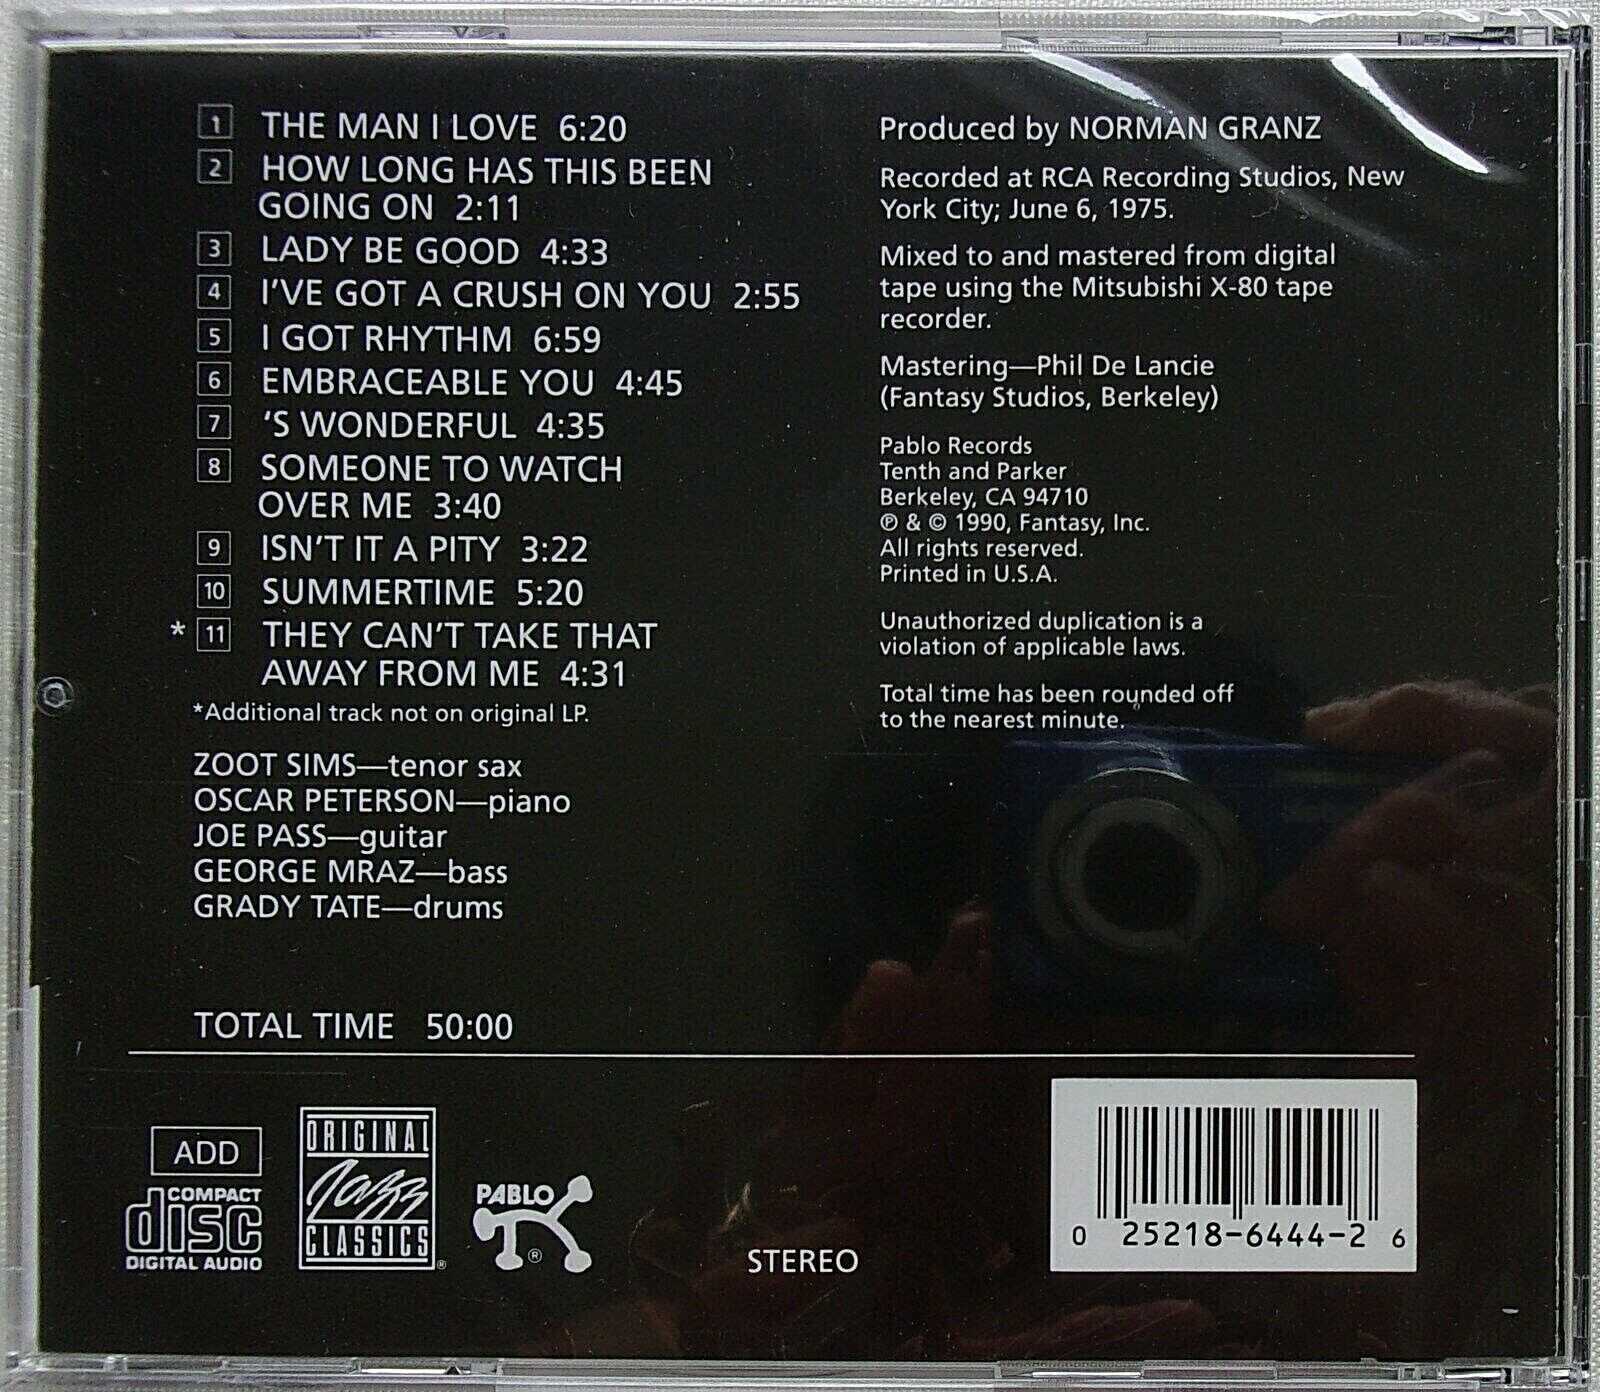 1 THE MAN I LOVE 6:20
2 HOW LONG HAS THIS BEEN
GOING ON 2:11
3 LADY BE GOOD 4:33
4 I'VE GOT A CRUSH ON YOU 2:55
5 I GOT RHYTHM 6:59
6 EMBRACEABLE YOU 4:45
7 'S WONDERFUL 4:35
8 SOMEONE TO WATCH
OVER ME 3:40
9 ISN'T IT A PITY 3:22
10 SUMMERTIME 5:20
* 11 THEY CAN'T TAKE THAT
AWAY FROM ME 4:31
*Additional track not on original LP.
ZOOT SIMS—tenor sax
OSCAR PETERSON—piano
JOE PASS—guitar
GEORGE MRAZ—bass
GRADY TATE—drums
TOTAL TIME 50:00
Produced by NORMAN GRANZ
Recorded at RCA Recording Studios, New
York City; June 6, 1975.
Mixed to and mastered from digital
tape using the Mitsubishi X-80 tape
recorder.
Mastering—Phil De Lancie
(Fantasy Studios, Berkeley)
Pablo Records
Tenth and Parker
Berkeley, CA 94710
℗ & © 1990, Fantasy, Inc.
All rights reserved.
Printed in U.S.A.
Unauthorized duplication is a
violation of applicable laws.
Total time has been rounded off
to the nearest minute.
ADD
COMPACT
disc
DIGITAL AUDIO
ORIGINAL
Jazz
CLASSICS®
PABLO
®
STEREO
0 25218-6444-2 6